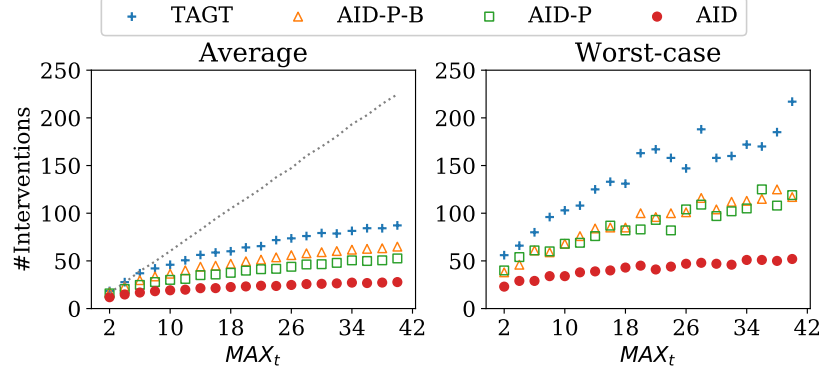 TAGT AID-P-B AID-P AID
Average Worst-case
#Interventions
250 200 150 100 50 0
250 200 150 100 50 0
2 10 18 26 34 42
2 10 18 26 34 42
MAX_t MAX_t